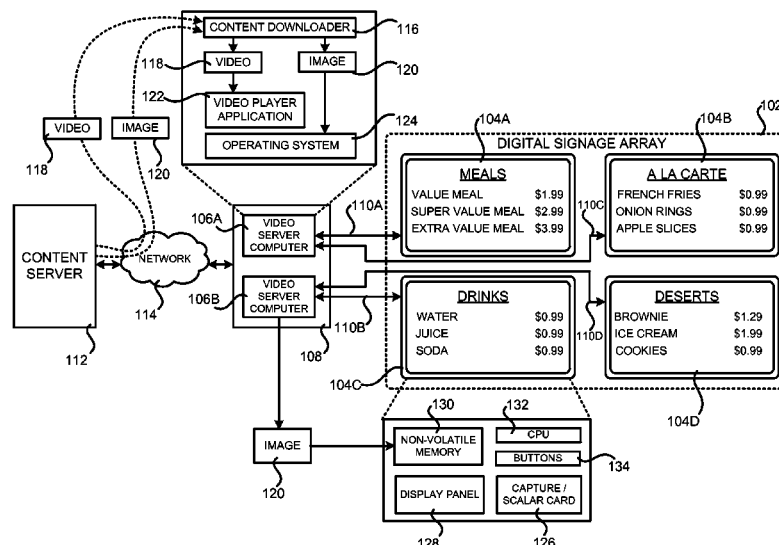 CONTENT DOWNLOADER
116
118
VIDEO
IMAGE
120
122
VIDEO PLAYER
APPLICATION
124
OPERATING SYSTEM
VIDEO
IMAGE
118
120
102
DIGITAL SIGNAGE ARRAY
104A
104B
MEALS
VALUE MEAL $1.99
SUPER VALUE MEAL $2.99
EXTRA VALUE MEAL $3.99
A LA CARTE
FRENCH FRIES $0.99
ONION RINGS $0.99
APPLE SLICES $0.99
110A
110C
106A
VIDEO
SERVER
COMPUTER
CONTENT
SERVER
NETWORK
114
112
106B
VIDEO
SERVER
COMPUTER
110B
108
110D
DRINKS
WATER $0.99
JUICE $0.99
SODA $0.99
104C
DESERTS
BROWNIE $1.29
ICE CREAM $1.99
COOKIES $0.99
104D
IMAGE
120
130
NON-VOLATILE
MEMORY
132
CPU
BUTTONS
134
DISPLAY PANEL
128
CAPTURE /
SCALAR CARD
126